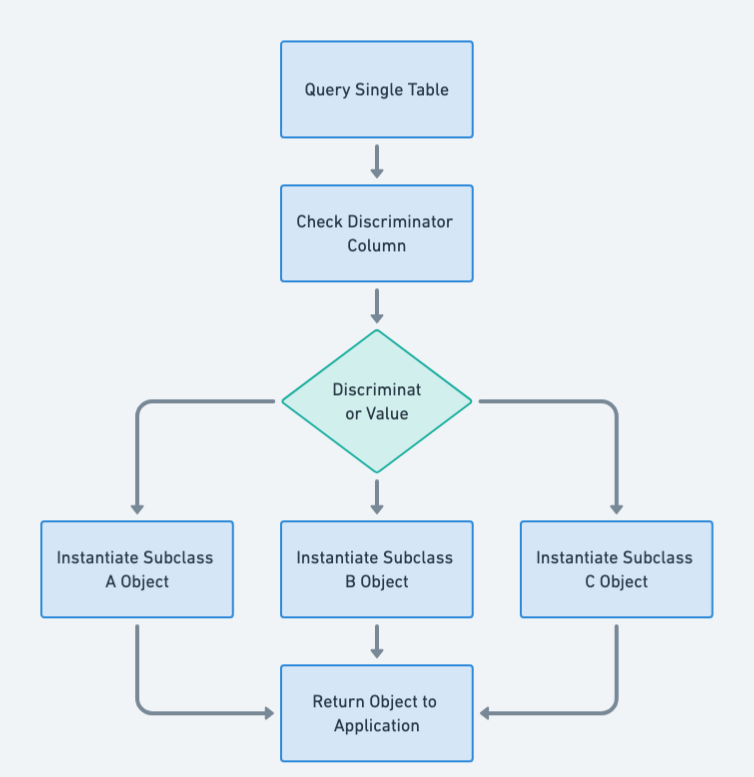 Query Single Table
Check Discriminator
Column
Discriminat
or Value
Instantiate Subclass
A Object
Instantiate Subclass
B Object
Instantiate Subclass
C Object
Return Object to
Application